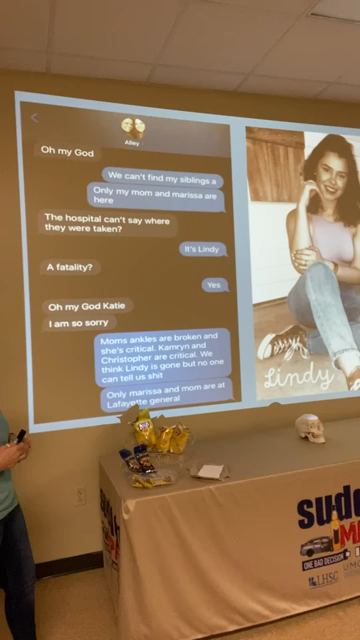 Alley
Oh my God
We can't find my siblings a
Only my mom and marissa are
here
The hospital can't say where
they were taken?
It's Lindy
A fatality?
Yes
Oh my God Katie
I am so sorry
Moms ankles are broken and
she's critical. Kamryn and
Christopher are critical. We
think Lindy is gone but no one
can tell us shit
Only marissa and mom are at
Lafayette general
Lindy
sudd
ONE BAD DECISION
LHSC
UMC